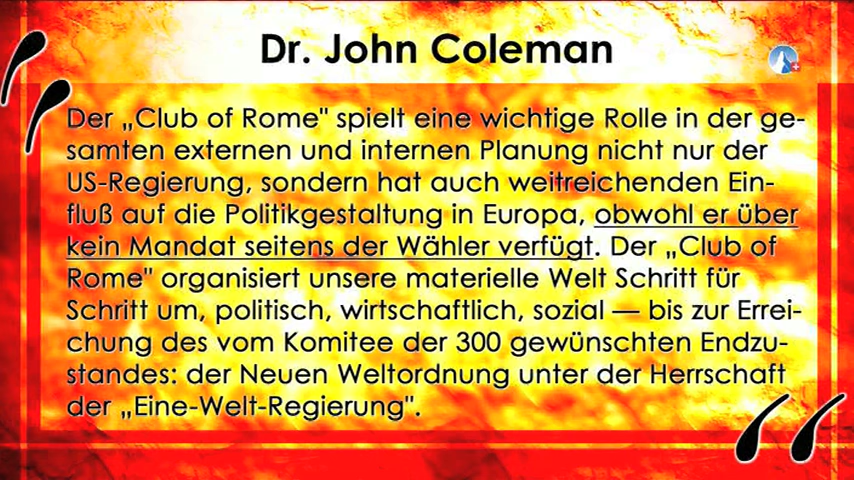 Dr. John Coleman
Der „Club of Rome" spielt eine wichtige Rolle in der ge-
samten externen und internen Planung nicht nur der
US-Regierung, sondern hat auch weitreichenden Ein-
fluß auf die Politikgestaltung in Europa, obwohl er über
kein Mandat seitens der Wähler verfügt. Der „Club of
Rome" organisiert unsere materielle Welt Schritt für
Schritt um, politisch, wirtschaftlich, sozial — bis zur Errei-
chung des vom Komitee der 300 gewünschten Endzu-
standes: der Neuen Weltordnung unter der Herrschaft
der „Eine-Welt-Regierung".